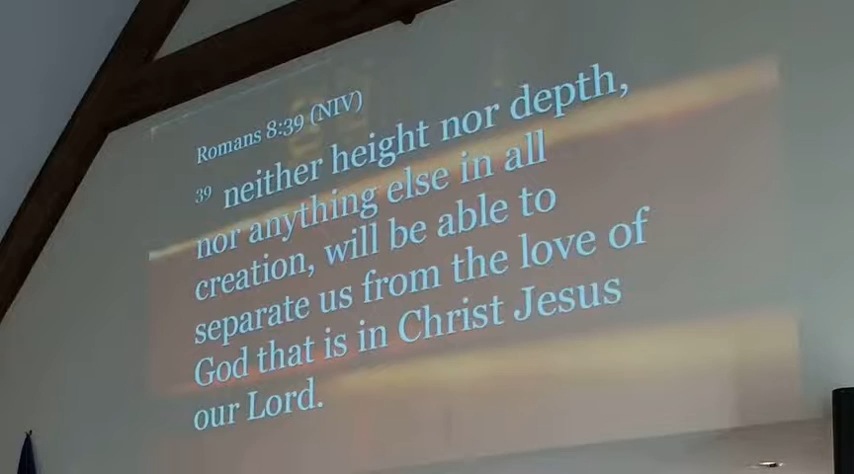 Romans 8:39 (NIV)
39 neither height nor depth,
nor anything else in all
creation, will be able to
separate us from the love of
God that is in Christ Jesus
our Lord.